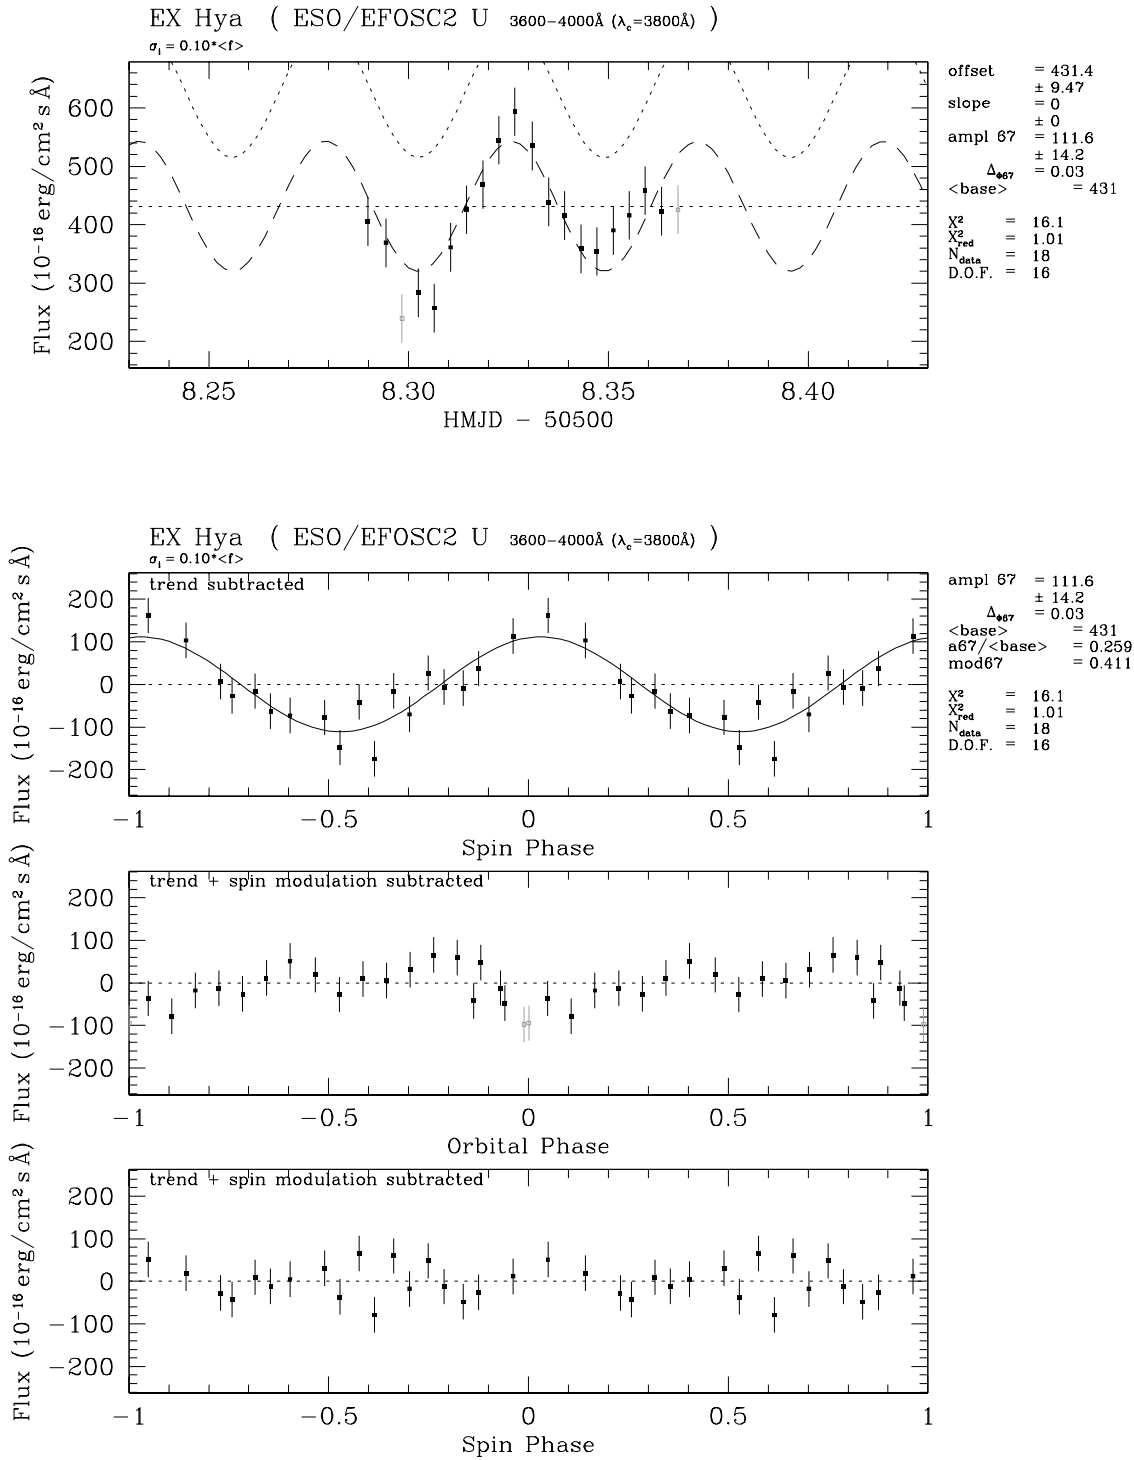 EX Hya ( ESO/EFOSC2 U 3600−4000Å (λc=3800Å) )
σi = 0.10*<f>
offset = 431.4
± 9.47
slope = 0
± 0
ampl 67 = 111.6
± 14.2
ΔΦ67 = 0.03
<base> = 431
X² = 16.1
X²red = 1.01
Ndata = 18
D.O.F. = 16
Flux (10⁻¹⁶ erg/cm² s Å)
600
500
400
300
200
8.25 8.30 8.35 8.40
HMJD − 50500
EX Hya ( ESO/EFOSC2 U 3600−4000Å (λc=3800Å) )
σi = 0.10*<f>
trend subtracted
ampl 67 = 111.6
± 14.2
ΔΦ67 = 0.03
<base> = 431
a67/<base> = 0.259
mod67 = 0.411
X² = 16.1
X²red = 1.01
Ndata = 18
D.O.F. = 16
Flux (10⁻¹⁶ erg/cm² s Å)
200
100
0
−100
−200
−1 −0.5 0 0.5 1
Spin Phase
trend + spin modulation subtracted
Flux (10⁻¹⁶ erg/cm² s Å)
200
100
0
−100
−200
−1 −0.5 0 0.5 1
Orbital Phase
trend + spin modulation subtracted
Flux (10⁻¹⁶ erg/cm² s Å)
200
100
0
−100
−200
−1 −0.5 0 0.5 1
Spin Phase